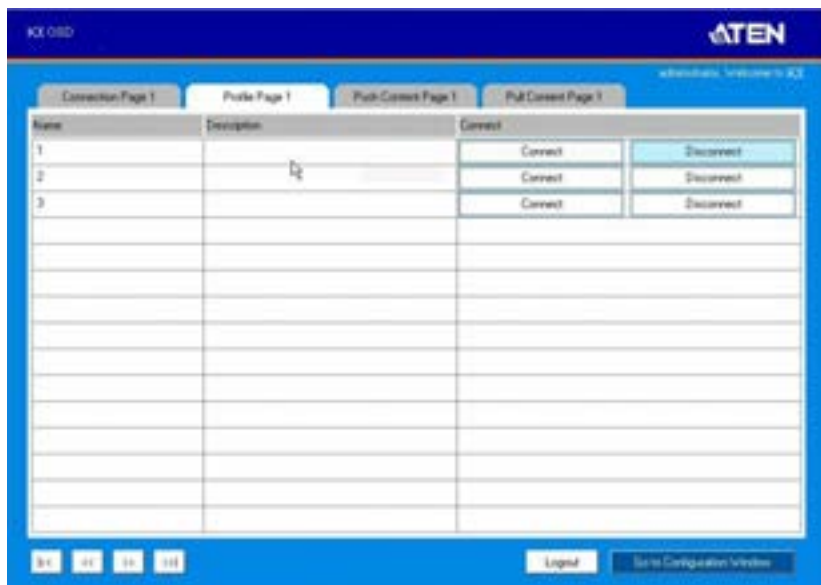 KX OSD
ATEN
administrator, Welcome to KX
Connection Page 1
Profile Page 1
Push Content Page 1
Pull Content Page 1
Name
Description
Connect
1
Connect
Disconnect
2
Connect
Disconnect
3
Connect
Disconnect
|<
<<
>>
>|
Logout
Go to Configuration Window